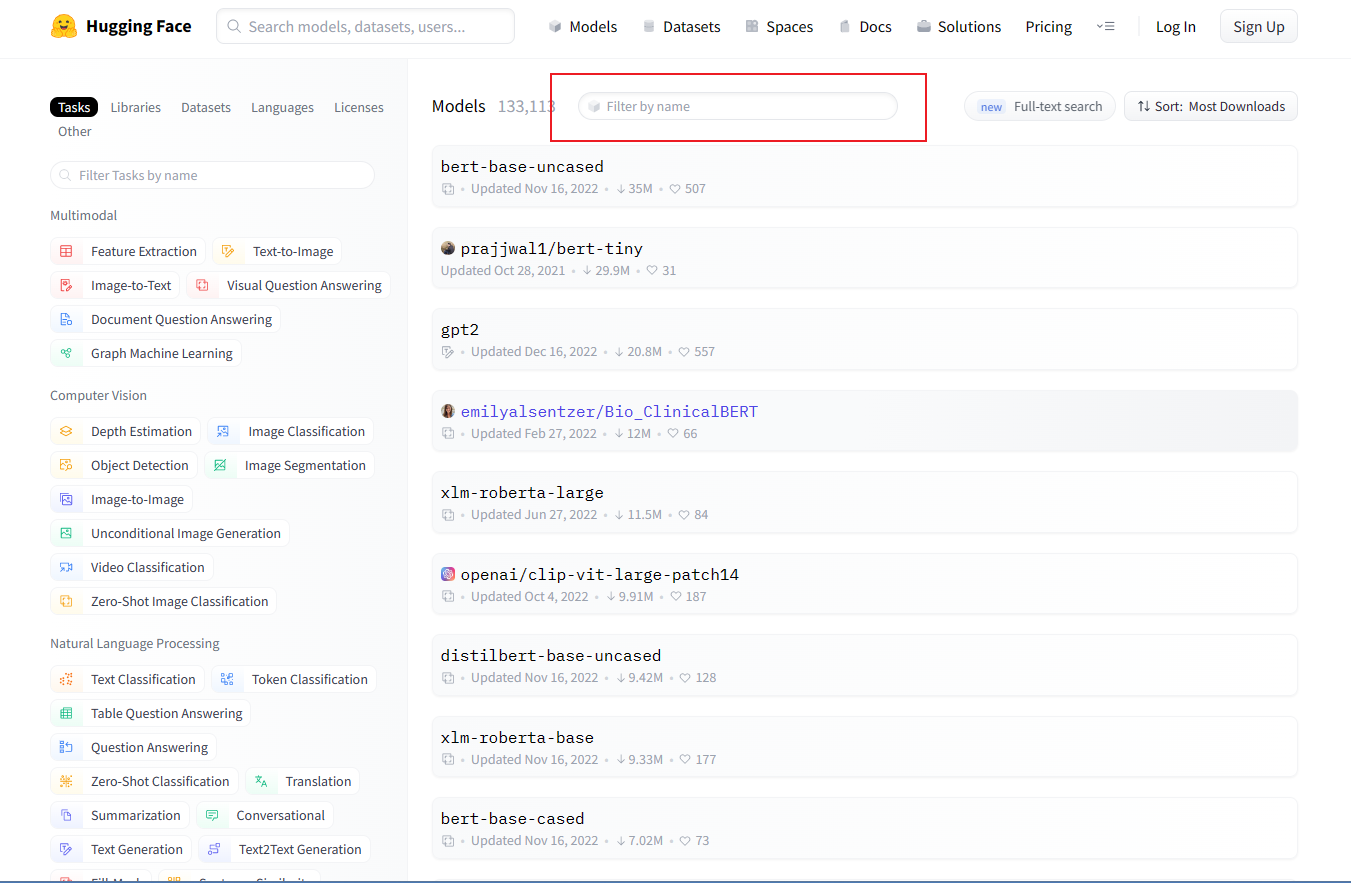 Hugging Face
Search models, datasets, users...
Models
Datasets
Spaces
Docs
Solutions
Pricing
Log In
Sign Up
Tasks
Libraries
Datasets
Languages
Licenses
Other
Filter Tasks by name
Multimodal
Feature Extraction
Text-to-Image
Image-to-Text
Visual Question Answering
Document Question Answering
Graph Machine Learning
Computer Vision
Depth Estimation
Image Classification
Object Detection
Image Segmentation
Image-to-Image
Unconditional Image Generation
Video Classification
Zero-Shot Image Classification
Natural Language Processing
Text Classification
Token Classification
Table Question Answering
Question Answering
Zero-Shot Classification
Translation
Summarization
Conversational
Text Generation
Text2Text Generation
Models 133,113
Filter by name
new Full-text search
Sort: Most Downloads
bert-base-uncased
Updated Nov 16, 2022 • ↓ 35M • ♡ 507
prajjwal1/bert-tiny
Updated Oct 28, 2021 • ↓ 29.9M • ♡ 31
gpt2
Updated Dec 16, 2022 • ↓ 20.8M • ♡ 557
emilyalsentzer/Bio_ClinicalBERT
Updated Feb 27, 2022 • ↓ 12M • ♡ 66
xlm-roberta-large
Updated Jun 27, 2022 • ↓ 11.5M • ♡ 84
openai/clip-vit-large-patch14
Updated Oct 4, 2022 • ↓ 9.91M • ♡ 187
distilbert-base-uncased
Updated Nov 16, 2022 • ↓ 9.42M • ♡ 128
xlm-roberta-base
Updated Nov 16, 2022 • ↓ 9.33M • ♡ 177
bert-base-cased
Updated Nov 16, 2022 • ↓ 7.02M • ♡ 73